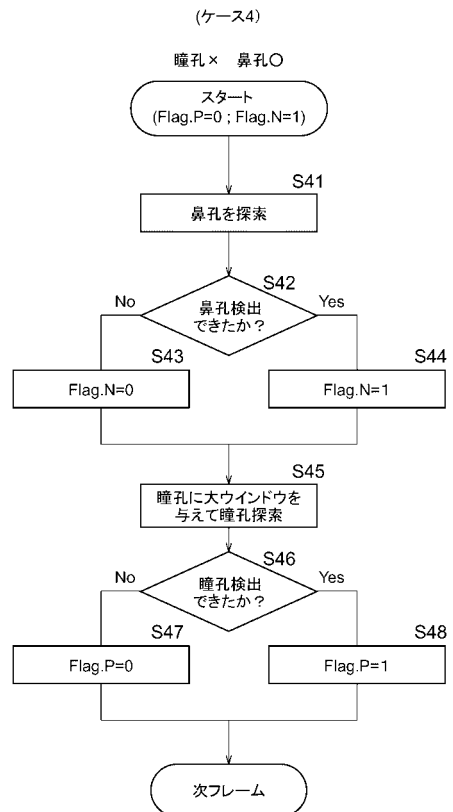 (ケース4)
瞳孔× 鼻孔〇
スタート
(Flag.P=0 ; Flag.N=1)
S41
鼻孔を探索
S42
No
鼻孔検出
できたか？
Yes
S43
Flag.N=0
S44
Flag.N=1
S45
瞳孔に大ウインドウを
与えて瞳孔探索
S46
No
瞳孔検出
できたか？
Yes
S47
Flag.P=0
S48
Flag.P=1
次フレーム